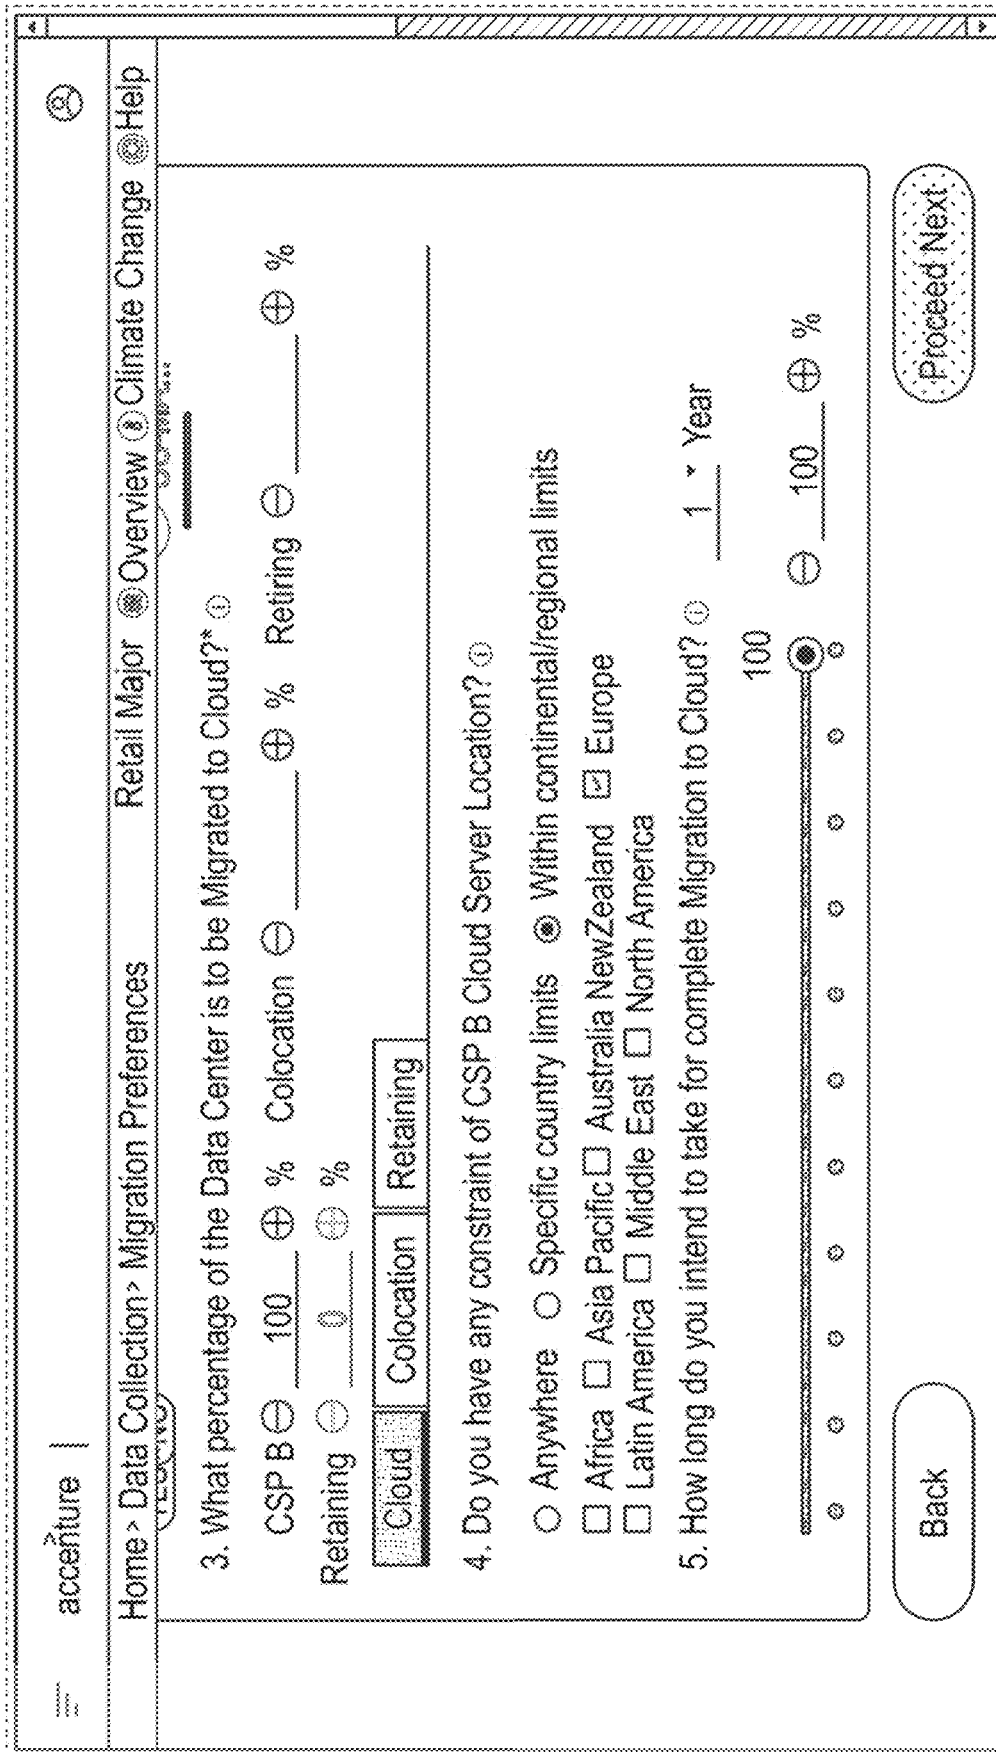 accenture
Home > Data Collection > Migration Preferences Retail Major Overview Climate Change Help
3. What percentage of the Data Center is to be Migrated to Cloud?*
CSP B 100 % Colocation % Retiring %
Retaining 0 %
Cloud Colocation Retaining
4. Do you have any constraint of CSP B Cloud Server Location?
Anywhere Specific country limits Within continental/regional limits
Africa Asia Pacific Australia NewZealand Europe
Latin America Middle East North America
5. How long do you intend to take for complete Migration to Cloud? 1 Year
100
100 %
Back Proceed Next